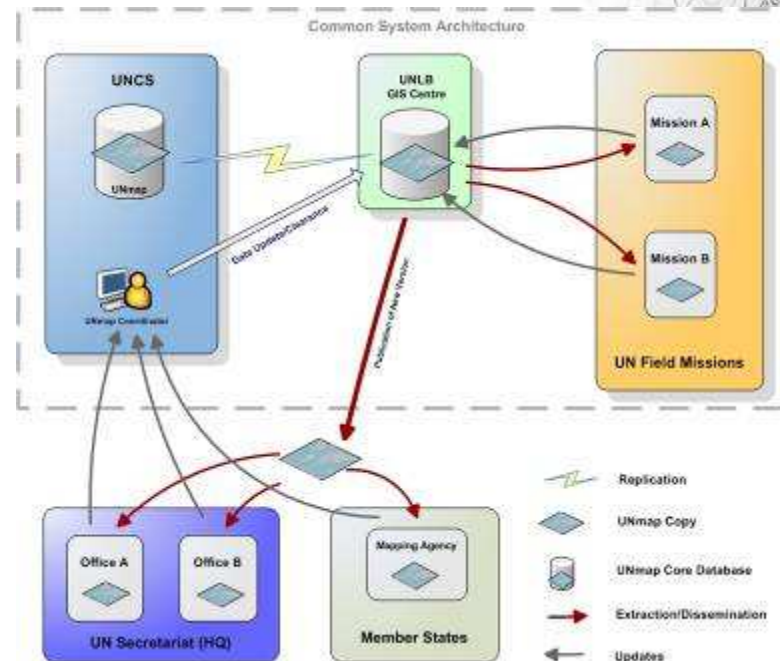 Common System Architecture
UNCS
UNmap
UNmap Coordinator
Data Update/Clearance
UNLB
GIS Centre
Mission A
Mission B
UN Field Missions
Publication of New Version
Office A
Office B
UN Secretariat (HQ)
Mapping Agency
Member States
Replication
UNmap Copy
UNmap Core Database
Extraction/Dissemination
Updates